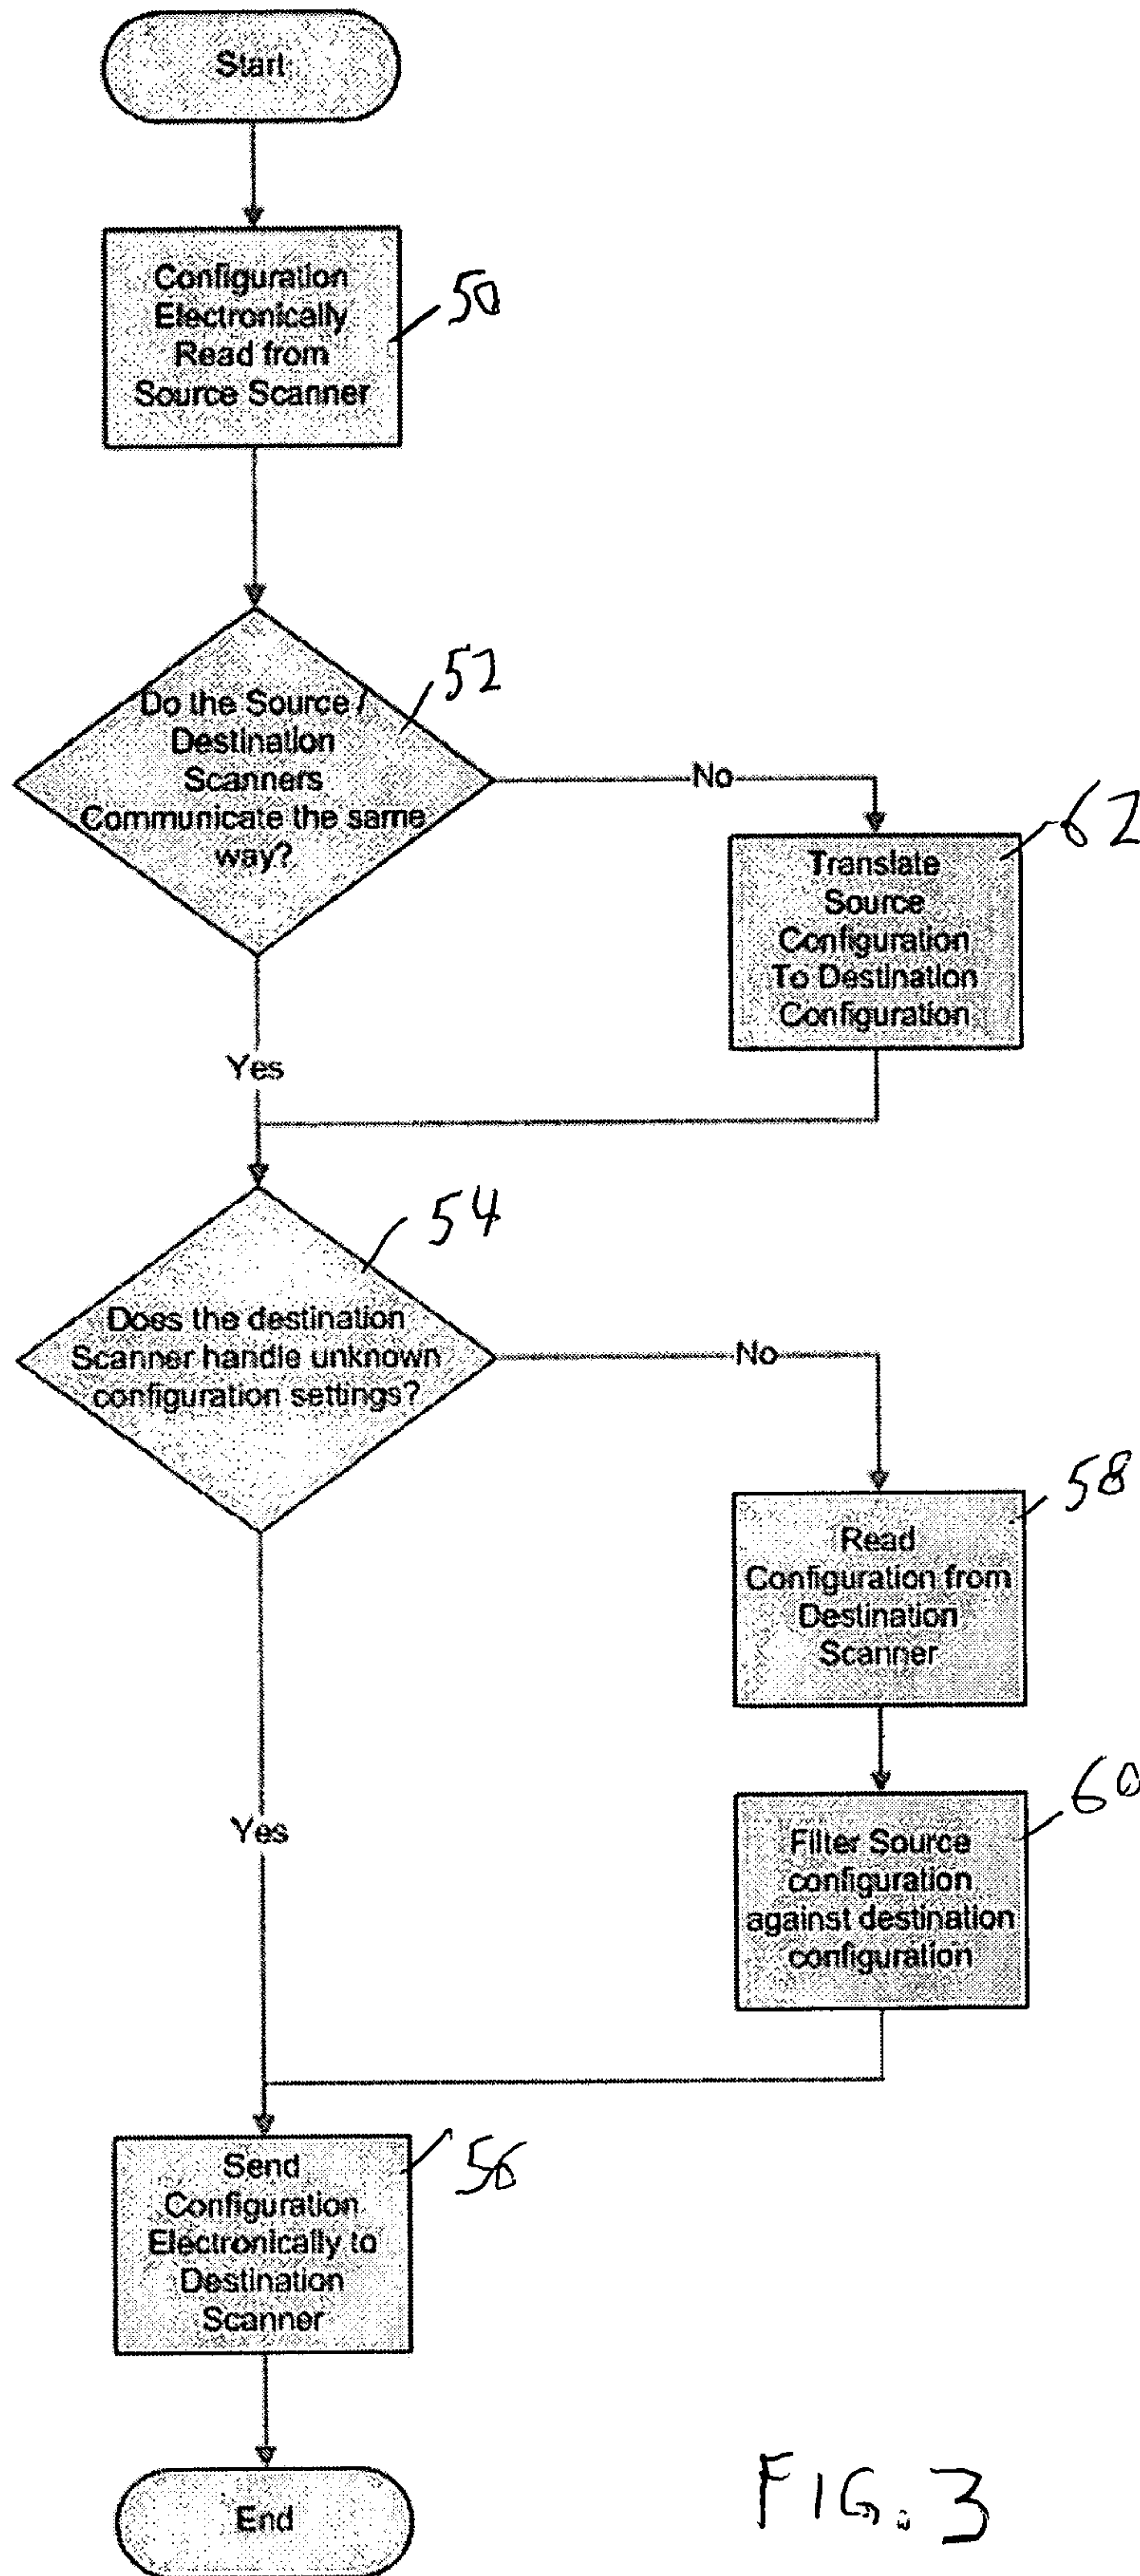 Start
Configuration
Electronically
Read from
Source Scanner
50
Do the Source /
Destination
Scanners
Communicate the same
way?
52
No
Translate
Source
Configuration
To Destination
Configuration
62
Yes
Does the destination
Scanner handle unknown
configuration settings?
54
No
Read
Configuration from
Destination
Scanner
58
Filter Source
configuration
against destination
configuration
60
Yes
Send
Configuration
Electronically to
Destination
Scanner
56
End
FIG. 3